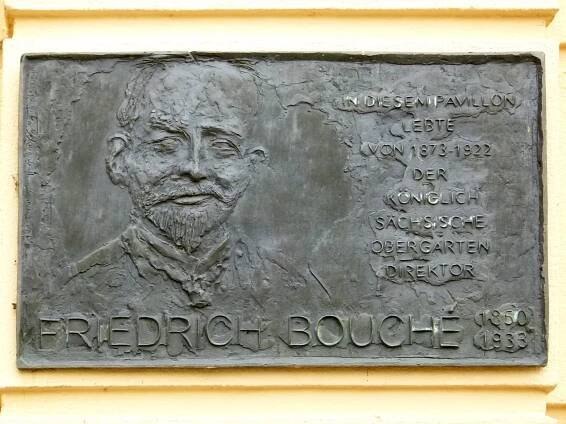 IN DIESEM PAVILLON
LEBTE
VON 1873-1922
DER
KÖNIGLICH
SÄCHSISCHE
OBERGARTEN
DIREKTOR
FRIEDRICH BOUCHÉ 1850
1933